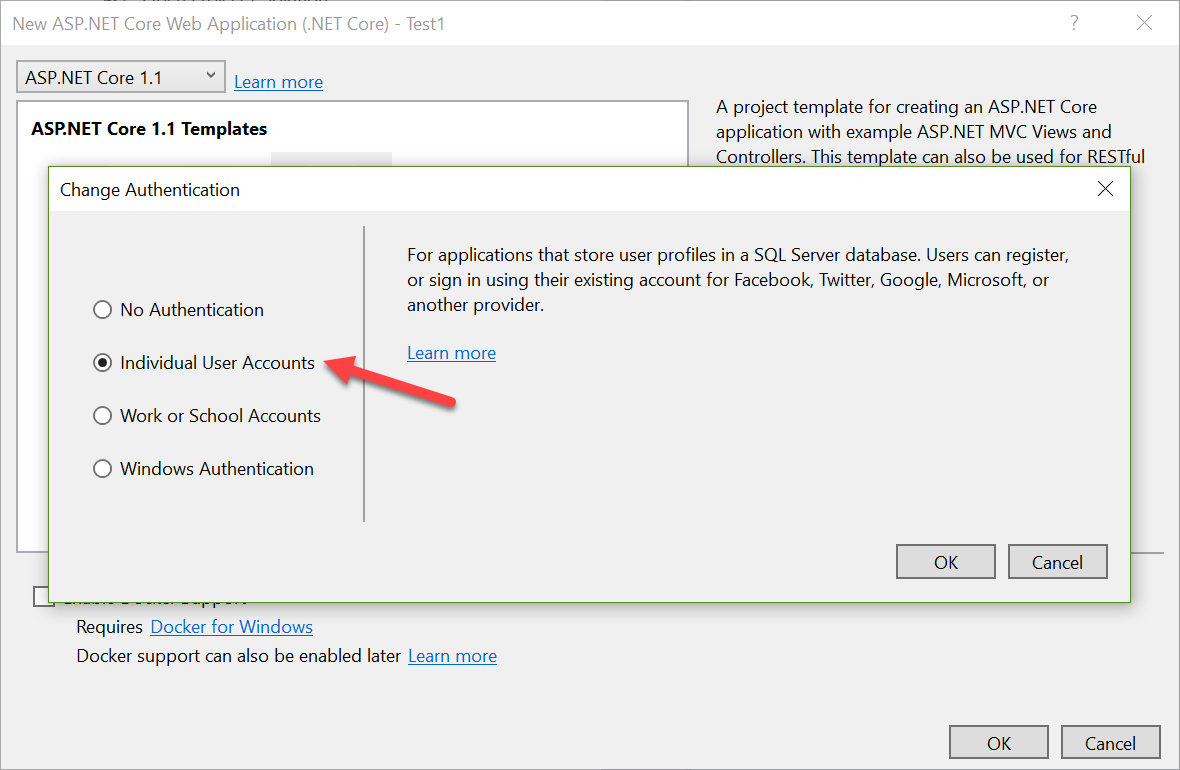 New ASP.NET Core Web Application (.NET Core) - Test1
?
ASP.NET Core 1.1
Learn more
ASP.NET Core 1.1 Templates
A project template for creating an ASP.NET Core
application with example ASP.NET MVC Views and
Controllers. This template can also be used for RESTful
Change Authentication
No Authentication
Individual User Accounts
Work or School Accounts
Windows Authentication
For applications that store user profiles in a SQL Server database. Users can register,
or sign in using their existing account for Facebook, Twitter, Google, Microsoft, or
another provider.
Learn more
OK
Cancel
Enable Docker Support
Requires Docker for Windows
Docker support can also be enabled later Learn more
OK
Cancel